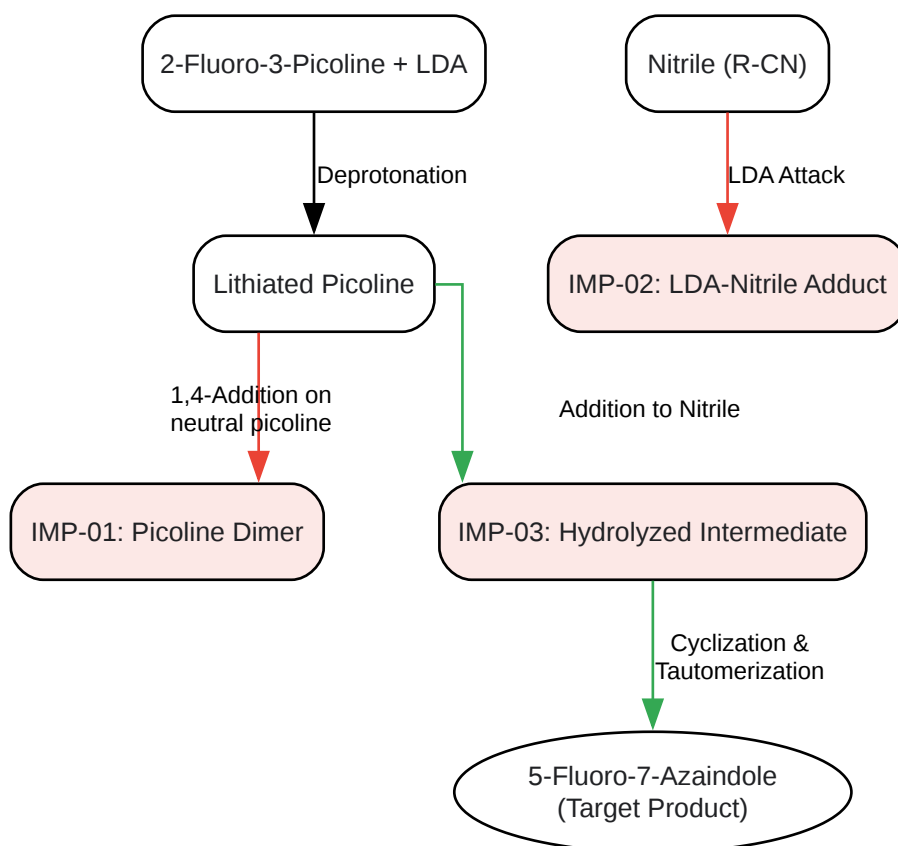 2-Fluoro-3-Picoline + LDA
Nitrile (R-CN)
Deprotonation
LDA Attack
Lithiated Picoline
IMP-02: LDA-Nitrile Adduct
1,4-Addition on
neutral picoline
Addition to Nitrile
IMP-01: Picoline Dimer
IMP-03: Hydrolyzed Intermediate
Cyclization &
Tautomerization
5-Fluoro-7-Azaindole
(Target Product)